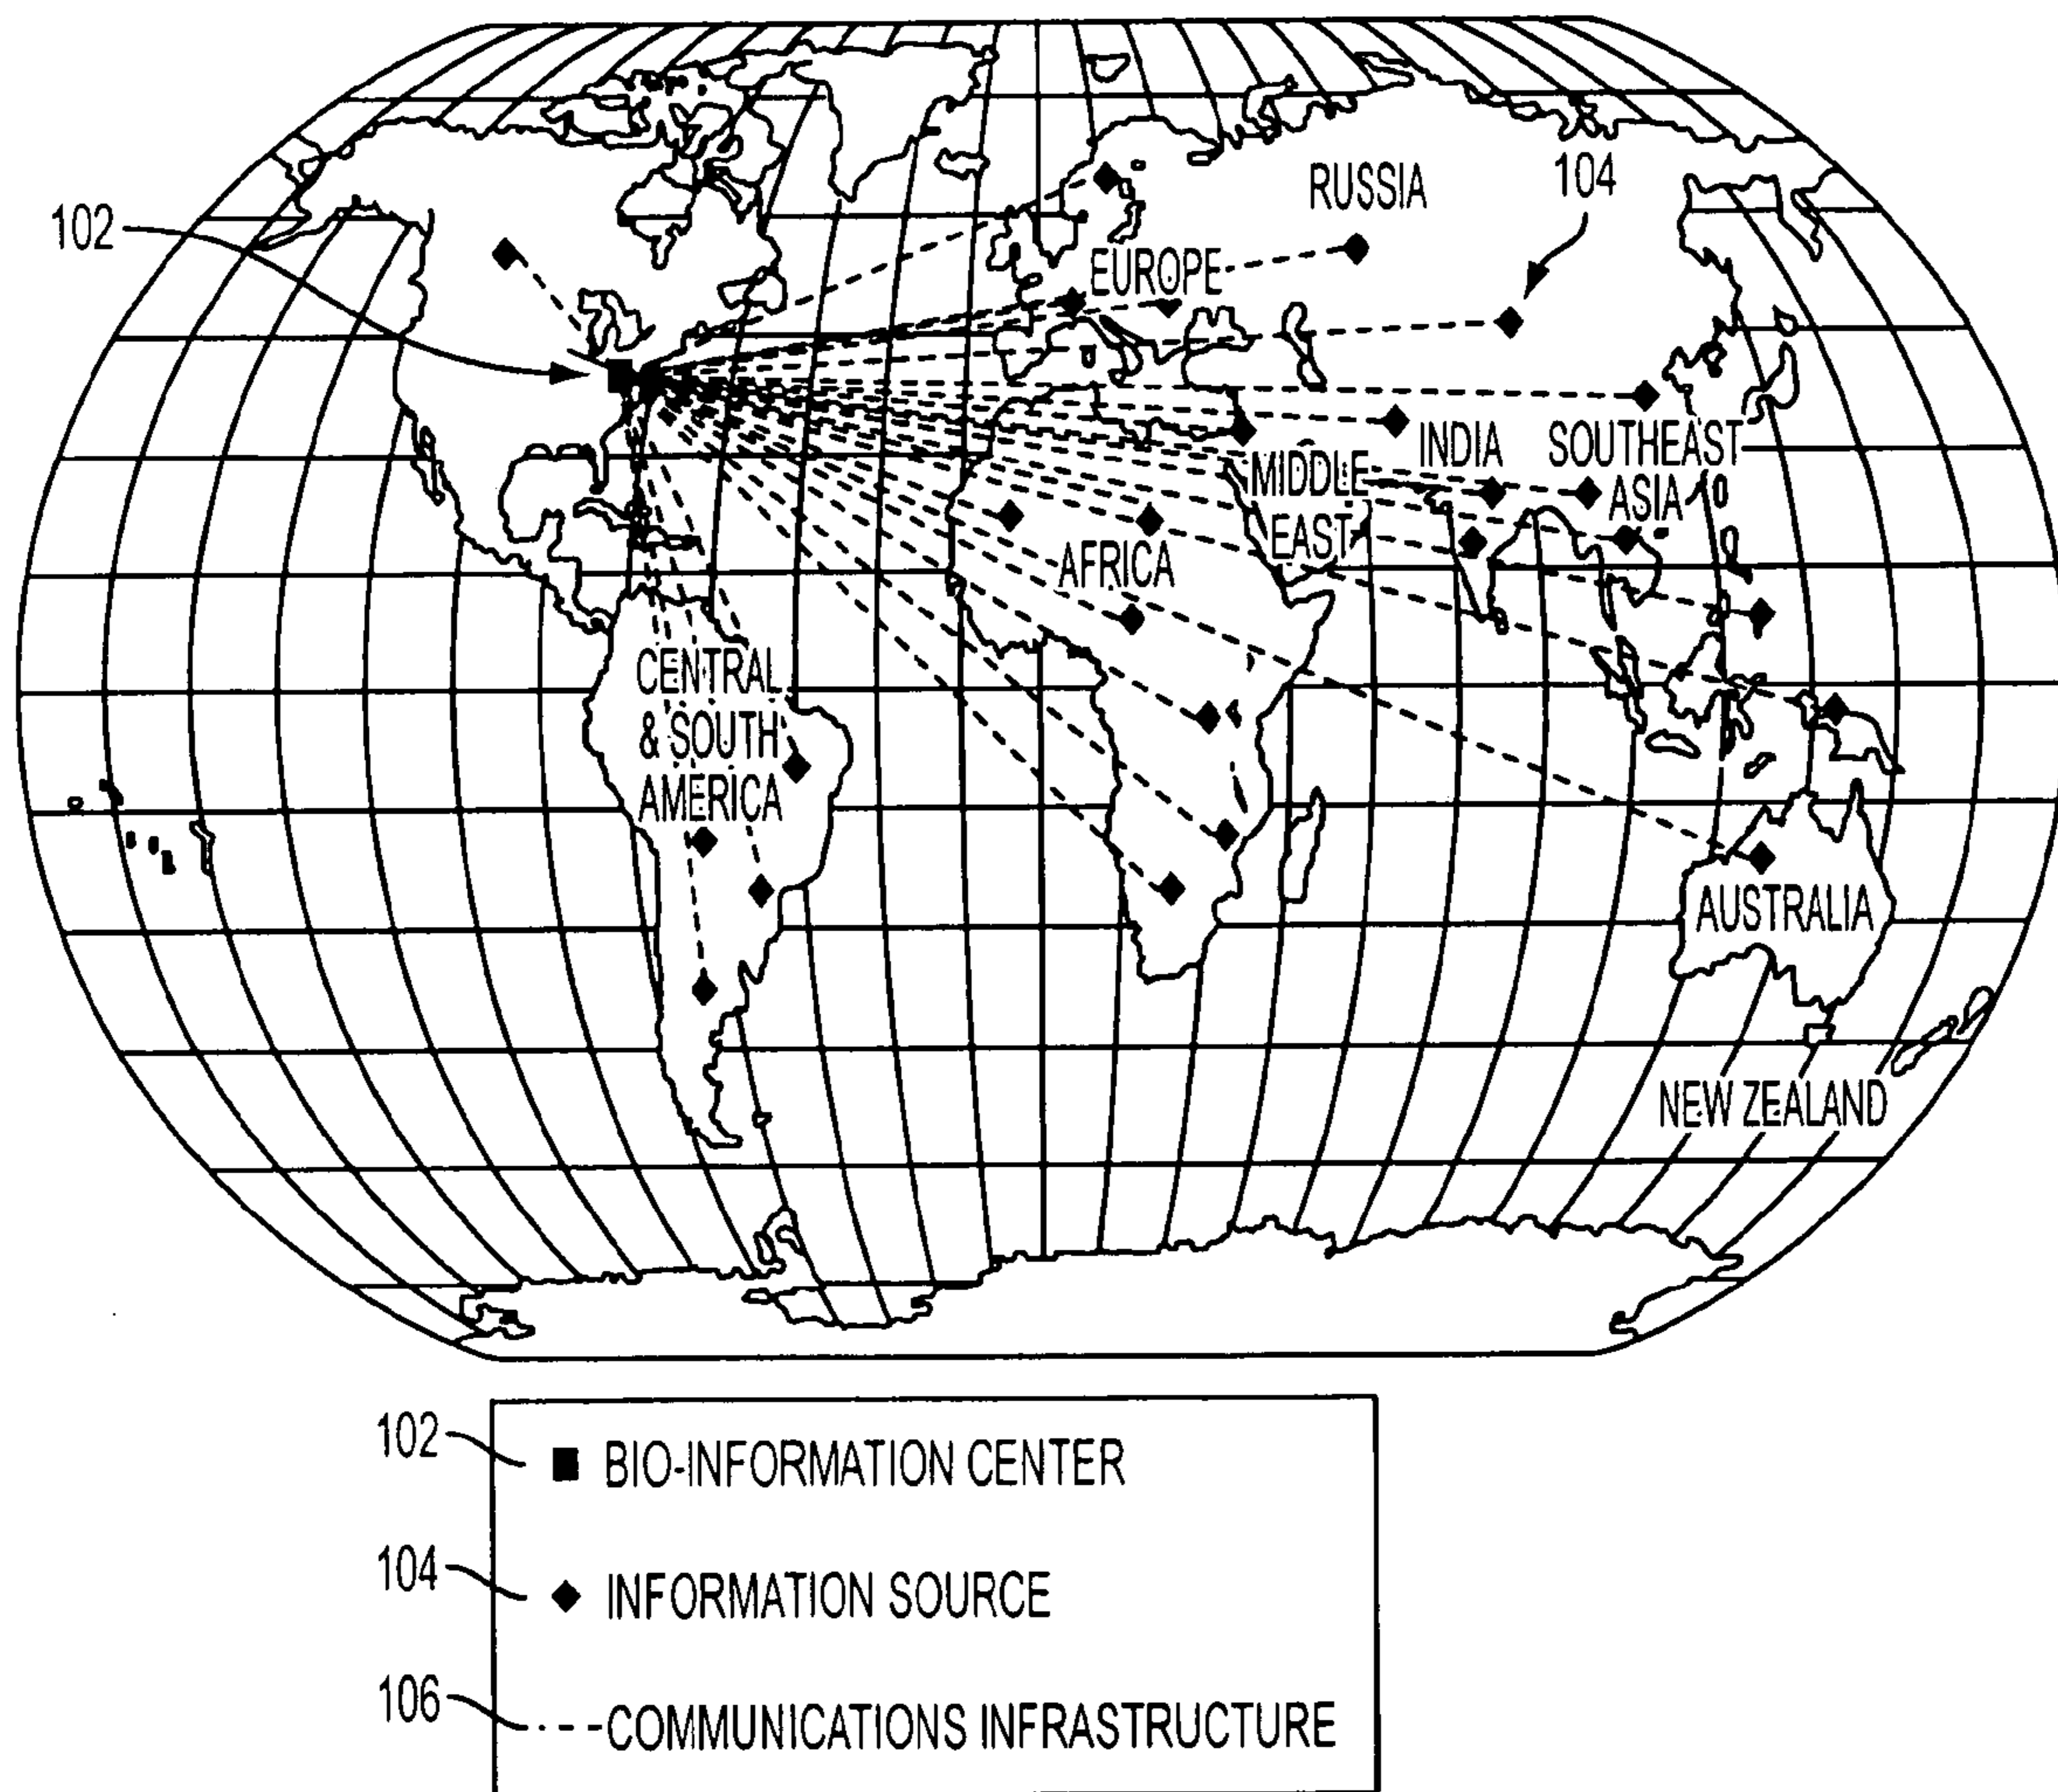 RUSSIA
104
102
EUROPE
INDIA
SOUTHEAST
ASIA
MIDDLE
EAST
AFRICA
CENTRAL
& SOUTH
AMERICA
AUSTRALIA
NEW ZEALAND
102
BIO-INFORMATION CENTER
104
INFORMATION SOURCE
106
COMMUNICATIONS INFRASTRUCTURE